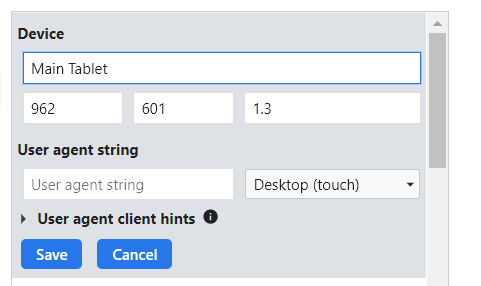 Device
Main Tablet
962 601 1.3
User agent string
User agent string Desktop (touch)
User agent client hints
Save Cancel